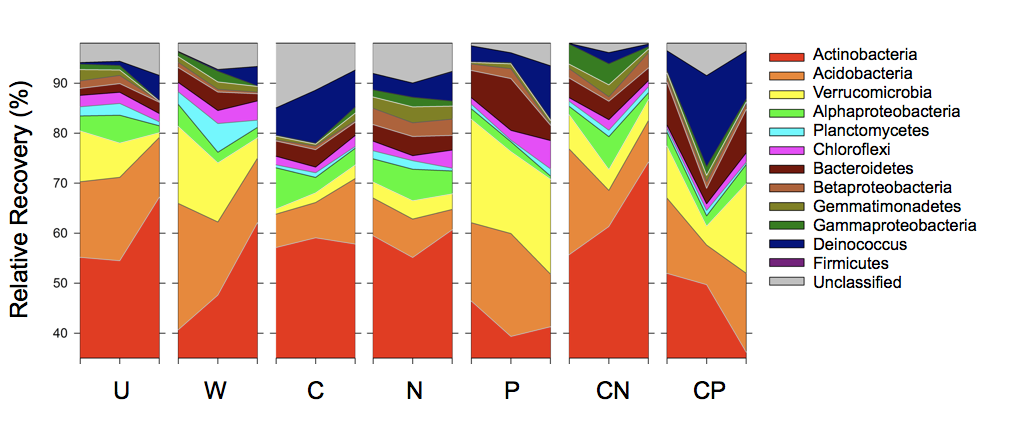 Relative Recovery (%)
90
80
70
60
50
40
U W C N P CN CP
Actinobacteria
Acidobacteria
Verrucomicrobia
Alphaproteobacteria
Planctomycetes
Chloroflexi
Bacteroidetes
Betaproteobacteria
Gemmatimonadetes
Gammaproteobacteria
Deinococcus
Firmicutes
Unclassified